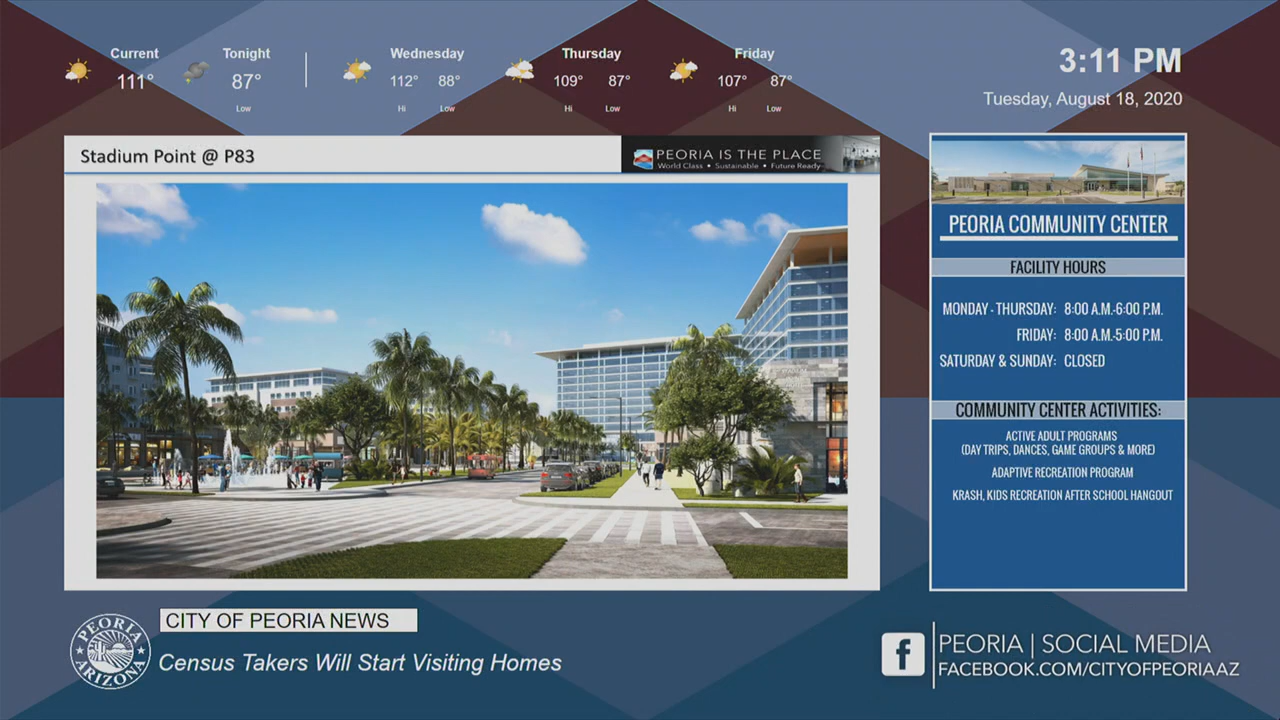 Current
111°
Tonight
87°
Low
Wednesday
112° 88°
Hi Low
Thursday
109° 87°
Hi Low
Friday
107° 87°
Hi Low
3:11 PM
Tuesday, August 18, 2020
Stadium Point @ P83
PEORIA IS THE PLACE
World Class • Sustainable • Future Ready
PEORIA COMMUNITY CENTER
FACILITY HOURS
MONDAY - THURSDAY: 8:00 A.M.-6:00 P.M.
FRIDAY: 8:00 A.M.-5:00 P.M.
SATURDAY & SUNDAY: CLOSED
COMMUNITY CENTER ACTIVITIES:
ACTIVE ADULT PROGRAMS
(DAY TRIPS, DANCES, GAME GROUPS & MORE)
ADAPTIVE RECREATION PROGRAM
KRASH, KIDS RECREATION AFTER SCHOOL HANGOUT
PEORIA
ARIZONA
CITY OF PEORIA NEWS
Census Takers Will Start Visiting Homes
f
PEORIA | SOCIAL MEDIA
FACEBOOK.COM/CITYOFPEORIAAZ